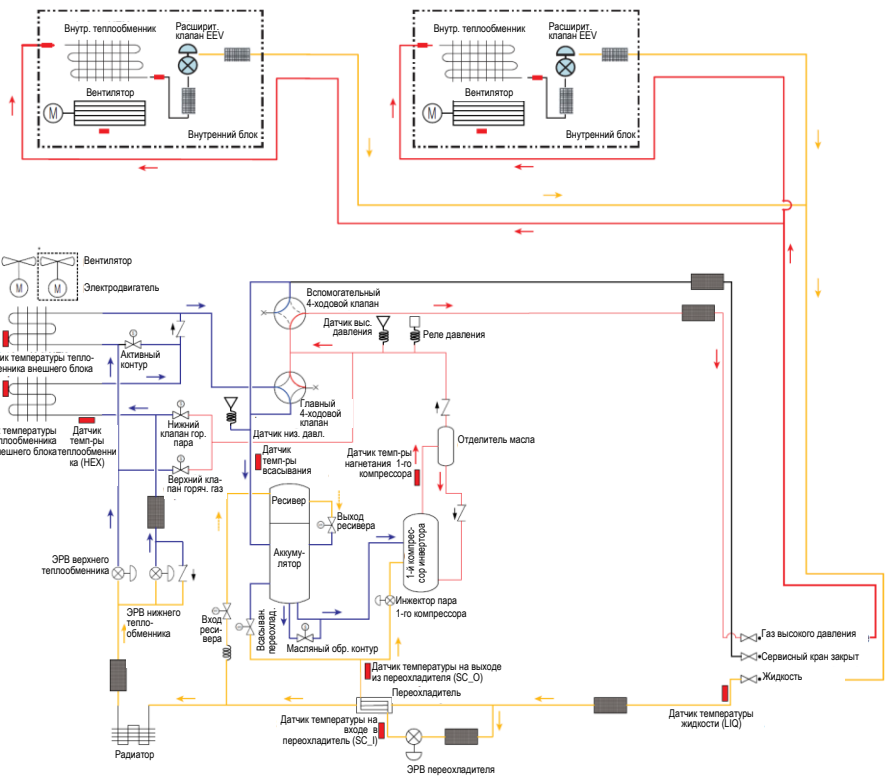 Внутр. теплообменник
Расширит.
клапан EEV
Вентилятор
M
Внутренний блок
Внутр. теплообменник
Расширит.
клапан EEV
Вентилятор
M
Внутренний блок
Вентилятор
M
M
Электродвигатель
Вспомогательный
4-ходовой клапан
Датчик выс.
давления
Реле давления
Активный
контур
Главный
4-ходовой
клапан
температуры тепло-
внешнего блока
температуры
внешнего блока
Датчик
темп-ры
теплообменни
ка (HEX)
Нижний
клапан гор.
пара
Датчик низ. давл.
Верхний кла-
пан горяч. газ
Датчик
темп-ры
всасывания
Датчик темп-ры
нагнетания 1-го
компрессора
Отделитель масла
Ресивер
Выход
ресивера
Аккуму-
лятор
1-й компрес-
сор инвертора
ЭРВ верхнего
теплообменника
ЭРВ нижнего
тепло-
обменника
Вход
реси-
вера
Всасыван.
переохлад.
Масляный обр. контур
Инжектор пара
1-го компрессора
Газ высокого давления
Сервисный кран закрыт
Жидкость
Датчик температуры на выходе
из переохладителя (SC_O)
Переохладитель
Датчик температуры на
входе в
переохладитель (SC_I)
Датчик температуры
жидкости (LIQ)
Радиатор
ЭРВ переохладителя